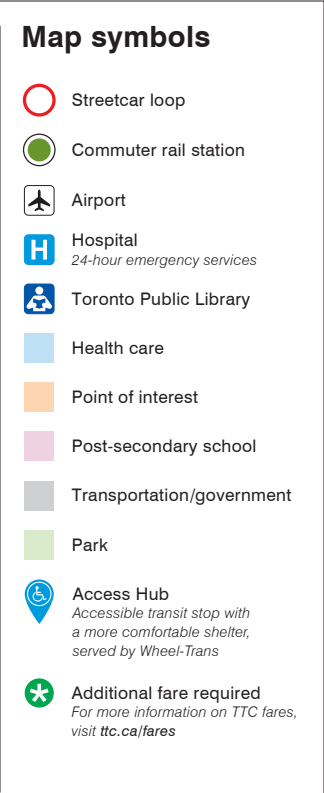 Map symbols
Streetcar loop
Commuter rail station
Airport
H
Hospital
24-hour emergency services
Toronto Public Library
Health care
Point of interest
Post-secondary school
Transportation/government
Park
Access Hub
Accessible transit stop with
a more comfortable shelter,
served by Wheel-Trans
Additional fare required
For more information on TTC fares,
visit ttc.ca/fares